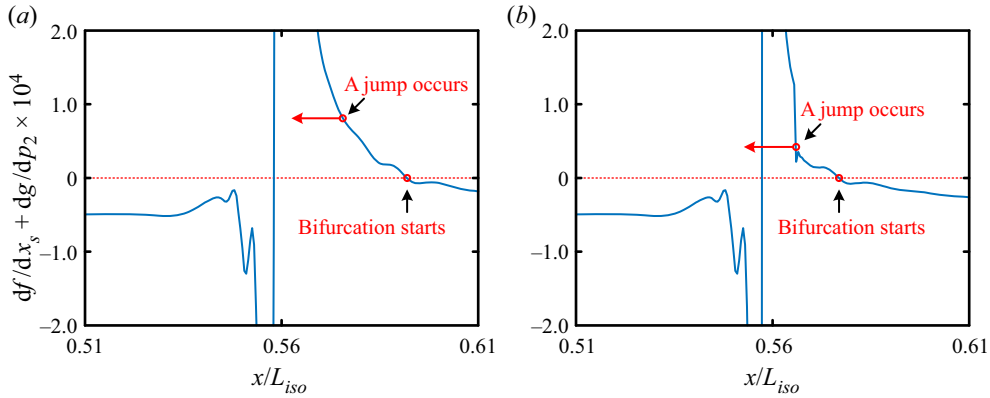 (a)
(b)
df/dx_s + dg/dp_2 × 10^4
2.0
1.0
0
−1.0
−2.0
A jump occurs
Bifurcation starts
0.51
0.56
0.61
x/L_iso
2.0
1.0
0
−1.0
−2.0
A jump occurs
Bifurcation starts
0.51
0.56
0.61
x/L_iso